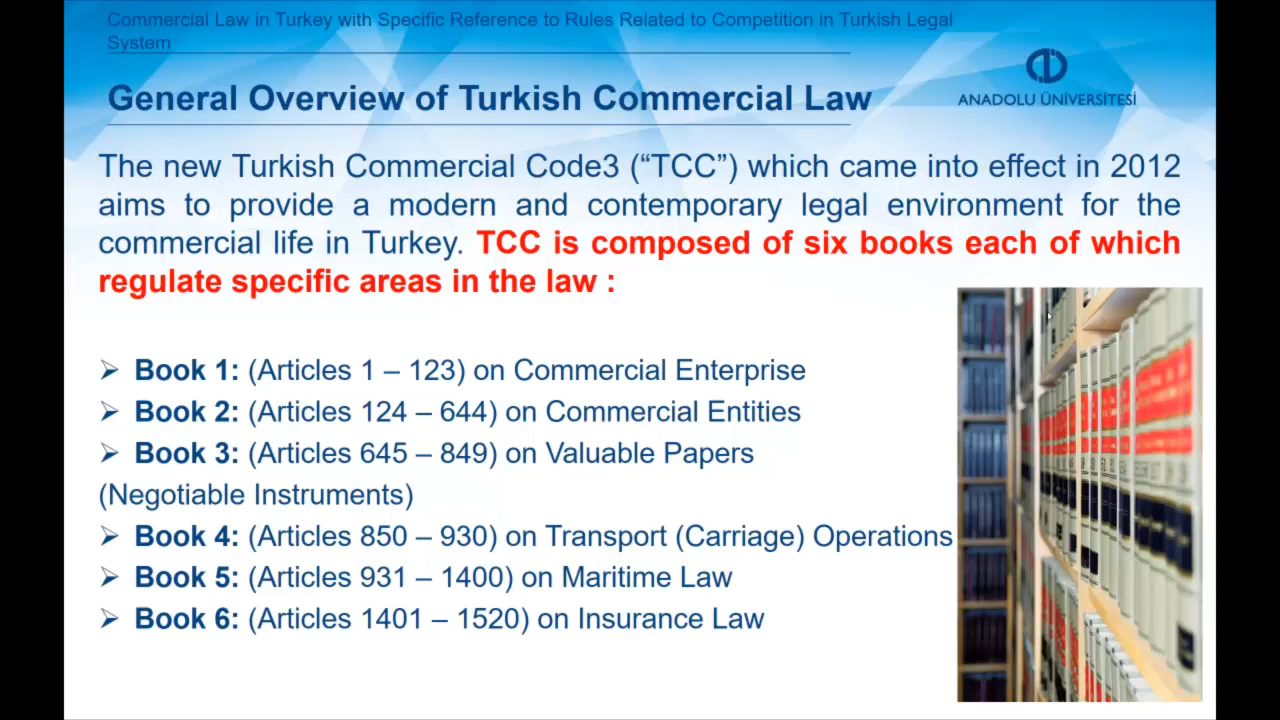 Commercial Law in Turkey with Specific Reference to Rules Related to Competition in Turkish Legal
System
General Overview of Turkish Commercial Law
ANADOLU ÜNİVERSİTESİ
The new Turkish Commercial Code3 (“TCC”) which came into effect in 2012
aims to provide a modern and contemporary legal environment for the
commercial life in Turkey. TCC is composed of six books each of which
regulate specific areas in the law :
➢ Book 1: (Articles 1 – 123) on Commercial Enterprise
➢ Book 2: (Articles 124 – 644) on Commercial Entities
➢ Book 3: (Articles 645 – 849) on Valuable Papers
(Negotiable Instruments)
➢ Book 4: (Articles 850 – 930) on Transport (Carriage) Operations
➢ Book 5: (Articles 931 – 1400) on Maritime Law
➢ Book 6: (Articles 1401 – 1520) on Insurance Law